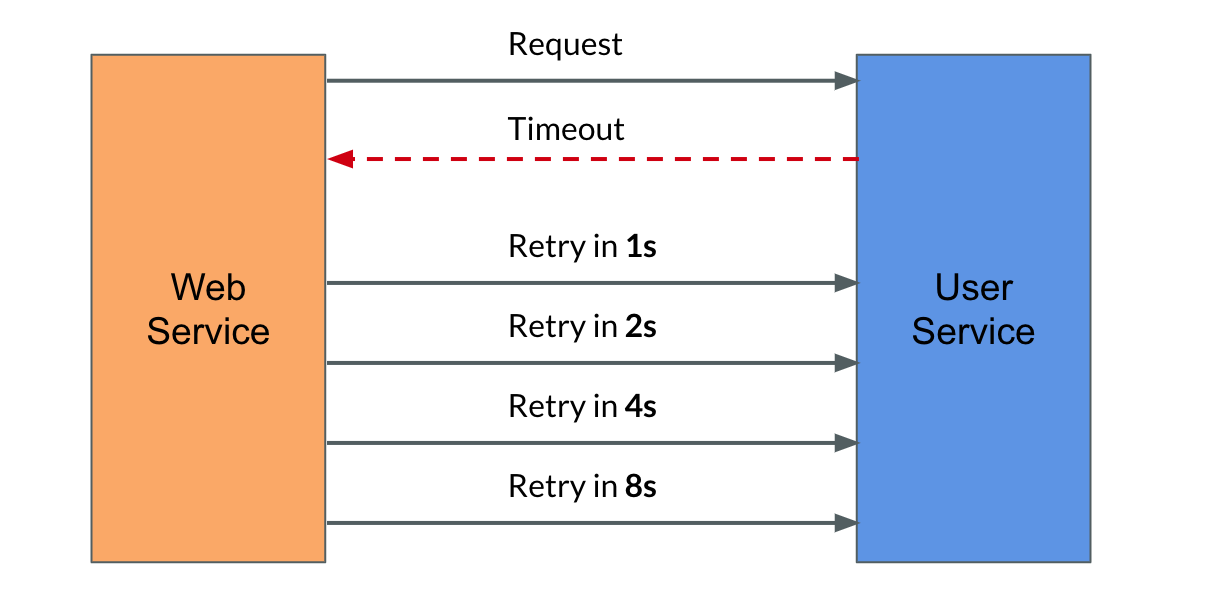 Request
Timeout
Retry in 1s
Retry in 2s
Retry in 4s
Retry in 8s
Web
Service
User
Service